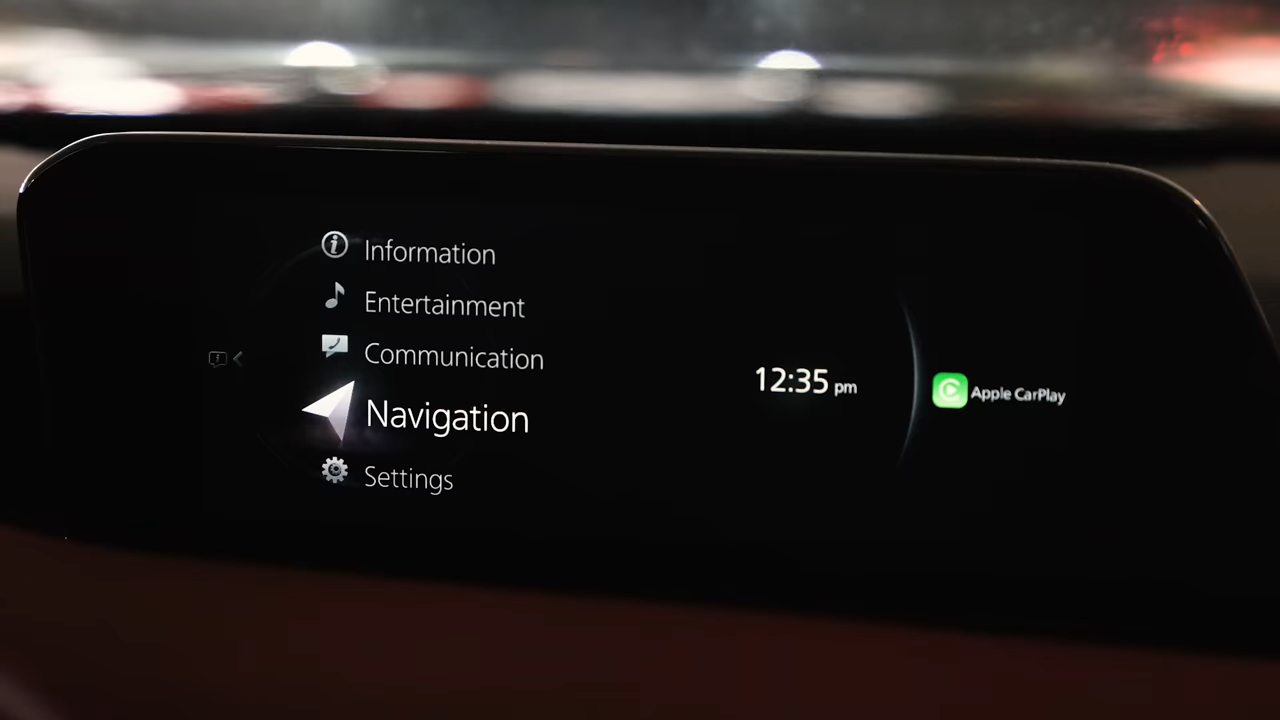 Information
Entertainment
Communication
Navigation
Settings
12:35 pm
Apple CarPlay